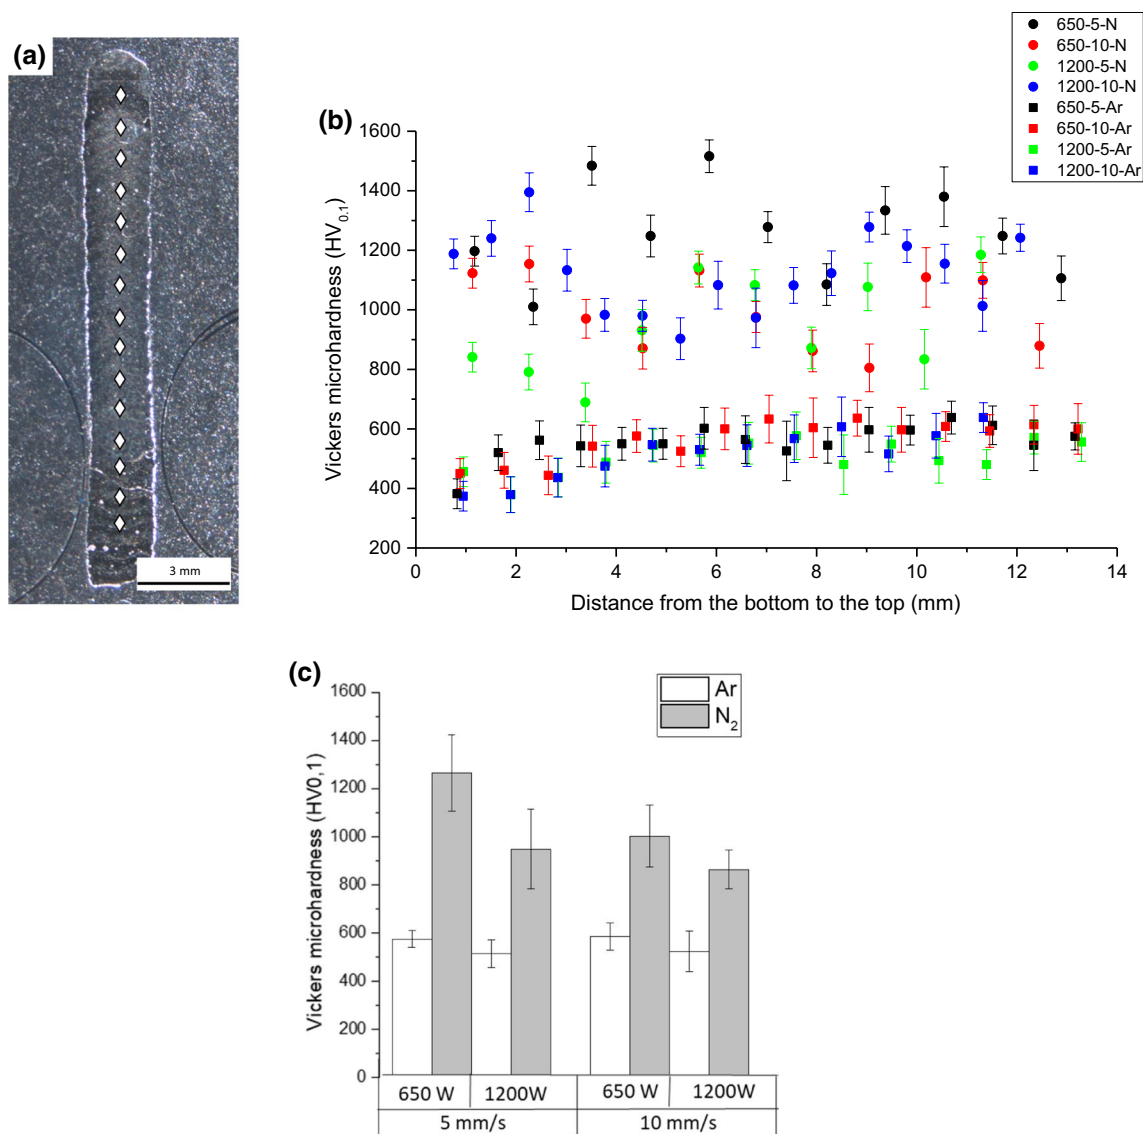 (a)
3 mm
650-5-N
650-10-N
1200-5-N
1200-10-N
650-5-Ar
650-10-Ar
1200-5-Ar
1200-10-Ar
(b)
Vickers microhardness (HV0.1)
1600
1400
1200
1000
800
600
400
200
0 2 4 6 8 10 12 14
Distance from the bottom to the top (mm)
(c)
Ar
N2
Vickers microhardness (HV0,1)
1600
1400
1200
1000
800
600
400
200
0
650 W 1200W 650 W 1200W
5 mm/s 10 mm/s